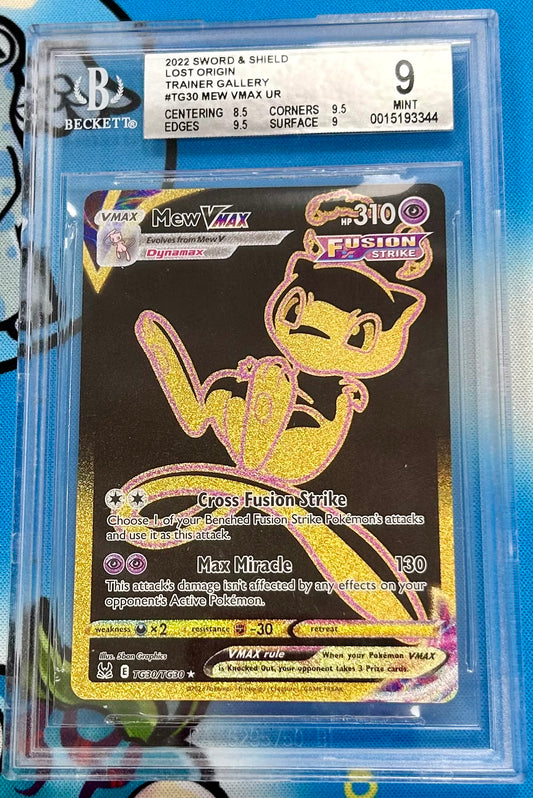 2022 SWORD & SHIELD
LOST ORIGIN
TRAINER GALLERY
#TG30 MEW VMAX UR
CENTERING 8.5 CORNERS 9.5
EDGES 9.5 SURFACE 9
9
MINT
0015193344
B
BECKETT®
VMAX Mew VMAX HP 310
Evolves from Mew V
Dynamax
FUSION
STRIKE
Cross Fusion Strike
Choose 1 of your Benched Fusion Strike Pokémon's attacks
and use it as this attack.
Max Miracle 130
This attack's damage isn't affected by any effects on your
opponent's Active Pokémon.
weakness ×2 resistance -30 retreat
Illus. 5ban Graphics
VMAX rule When your Pokémon VMAX
is Knocked Out, your opponent takes 3 Prize cards.
E TG30/TG30 ★
GAME FREAK